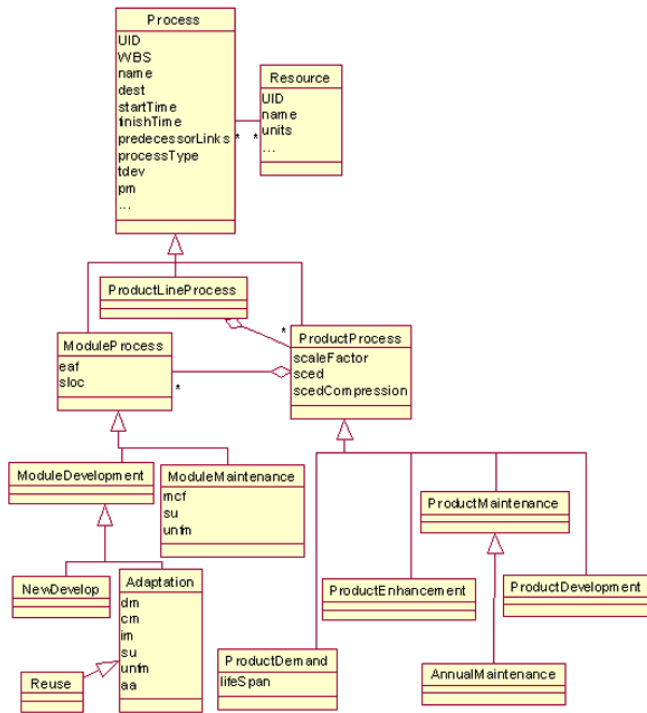 Process
UID
WBS
name
dest
startTime
finishTime
predecessorLinks
processType
tdev
pm
...
Resource
UID
name
units
...
* *
ProductLineProcess
*
ModuleProcess
eaf
sloc
*
ProductProcess
scaleFactor
sced
scedCompression
ModuleDevelopment
ModuleMaintenance
mcf
su
unfm
ProductMaintenance
NewDevelop
Adaptation
dm
cm
im
su
unfm
aa
ProductEnhancement
ProductDevelopment
Reuse
ProductDemand
lifeSpan
AnnualMaintenance